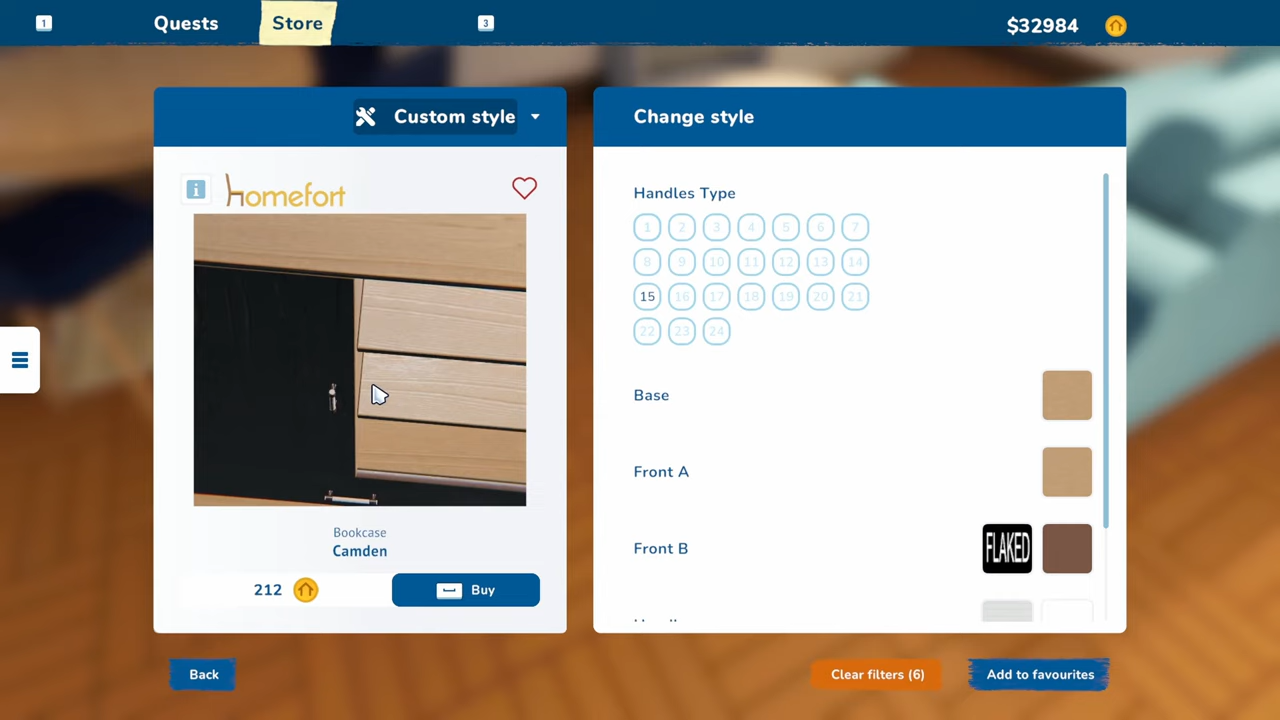 1
Quests
Store
3
$32984
Custom style
Change style
i
homefort
Handles Type
1 2 3 4 5 6 7
8 9 10 11 12 13 14
15 16 17 18 19 20 21
22 23 24
Base
Front A
Bookcase
Camden
Front B
FLAKED
212
Buy
Back
Clear filters (6)
Add to favourites